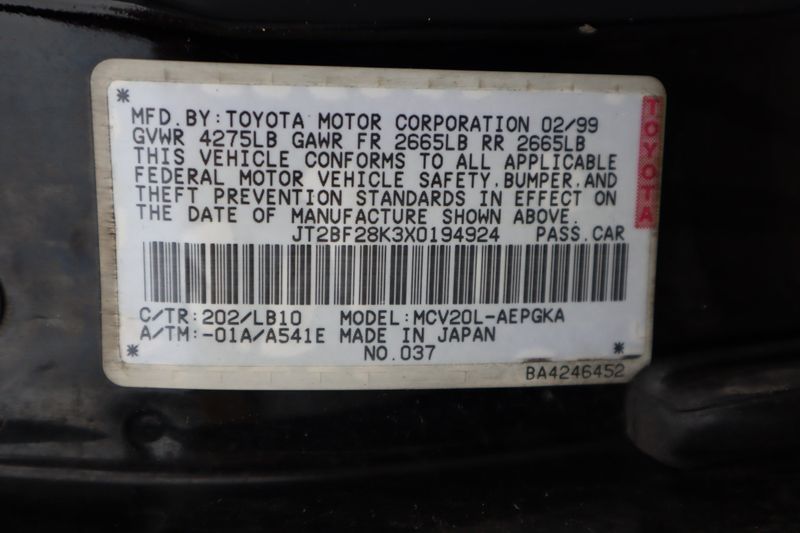 MFD.BY:TOYOTA MOTOR CORPORATION 02/99
GVWR 4275LB GAWR FR 2665LB RR 2665LB
THIS VEHICLE CONFORMS TO ALL APPLICABLE
FEDERAL MOTOR VEHICLE SAFETY,BUMPER,AND
THEFT PREVENTION STANDARDS IN EFFECT ON
THE DATE OF MANUFACTURE SHOWN ABOVE.
JT2BF28K3X0194924 PASS.CAR
C/TR:202/LB10 MODEL:MCV20L-AEPGKA
A/TM:-01A/A541E MADE IN JAPAN
NO.037
BA4246452
TOYOTA